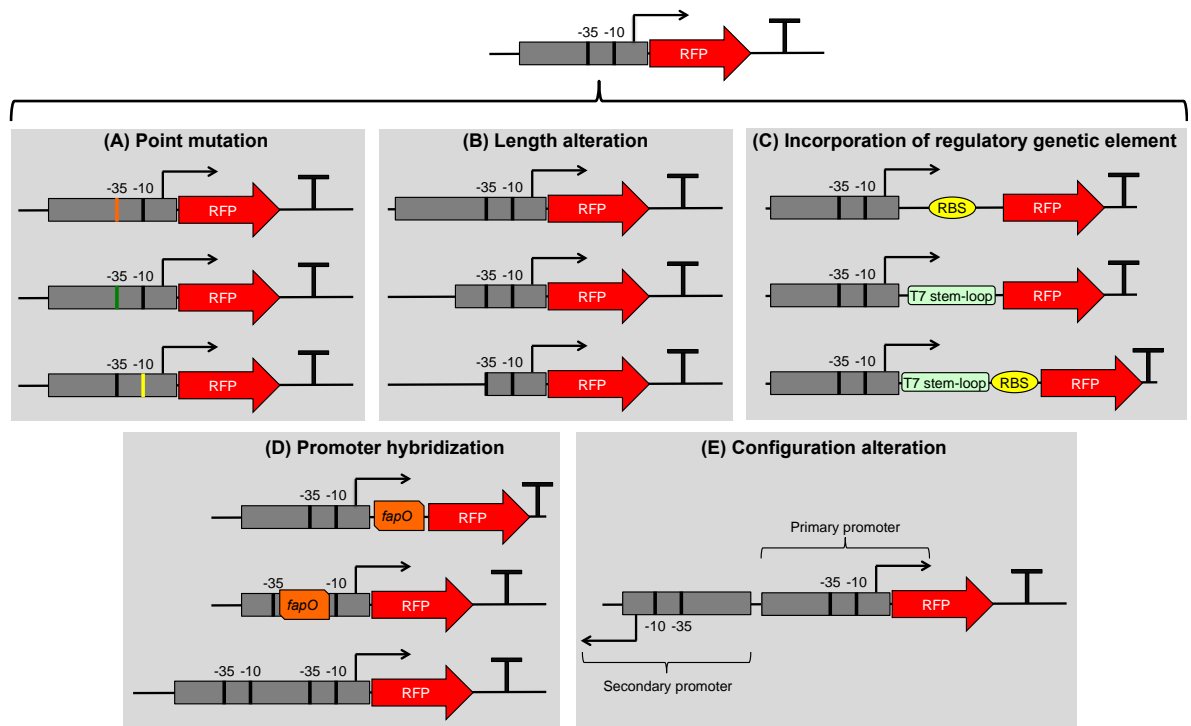 -35 -10
RFP
(A) Point mutation
-35 -10
RFP
-35 -10
RFP
-35 -10
RFP
(B) Length alteration
-35 -10
RFP
-35 -10
RFP
-35 -10
RFP
(C) Incorporation of regulatory genetic element
-35 -10
RBS RFP
-35 -10
T7 stem-loop RFP
-35 -10
T7 stem-loop RBS RFP
(D) Promoter hybridization
-35 -10
fapO RFP
-35 -10
fapO RFP
-35 -10 -35 -10
RFP
(E) Configuration alteration
Primary promoter
-35 -10
RFP
-10 -35
Secondary promoter